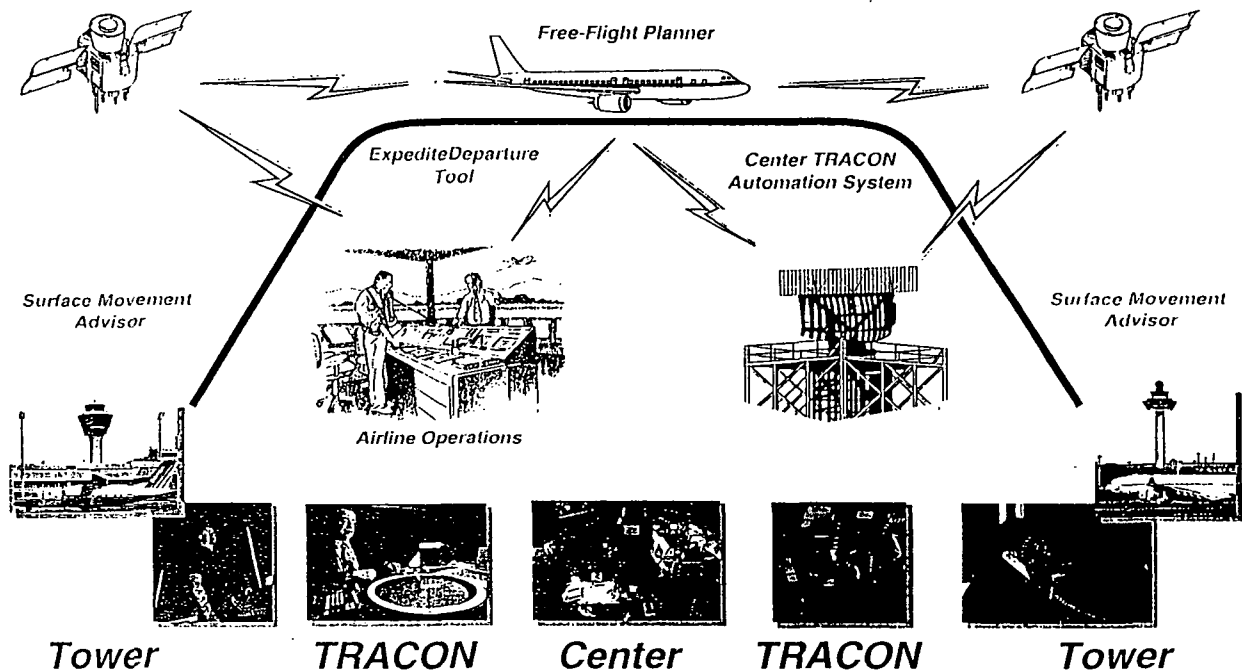 Free-Flight Planner
ExpediteDeparture
Tool
Center TRACON
Automation System
Surface Movement
Advisor
Surface Movement
Advisor
Airline Operations
Tower
TRACON
Center
TRACON
Tower